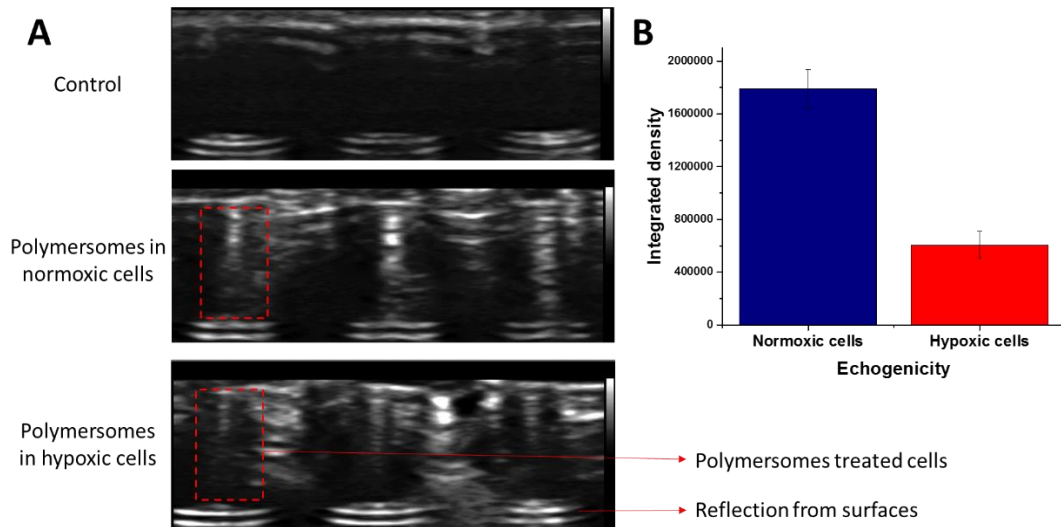 A
Control
Polymersomes in
normoxic cells
Polymersomes
in hypoxic cells
Polymersomes treated cells
Reflection from surfaces
B
2000000
1600000
1200000
800000
400000
0
Integrated density
Normoxic cells
Hypoxic cells
Echogenicity